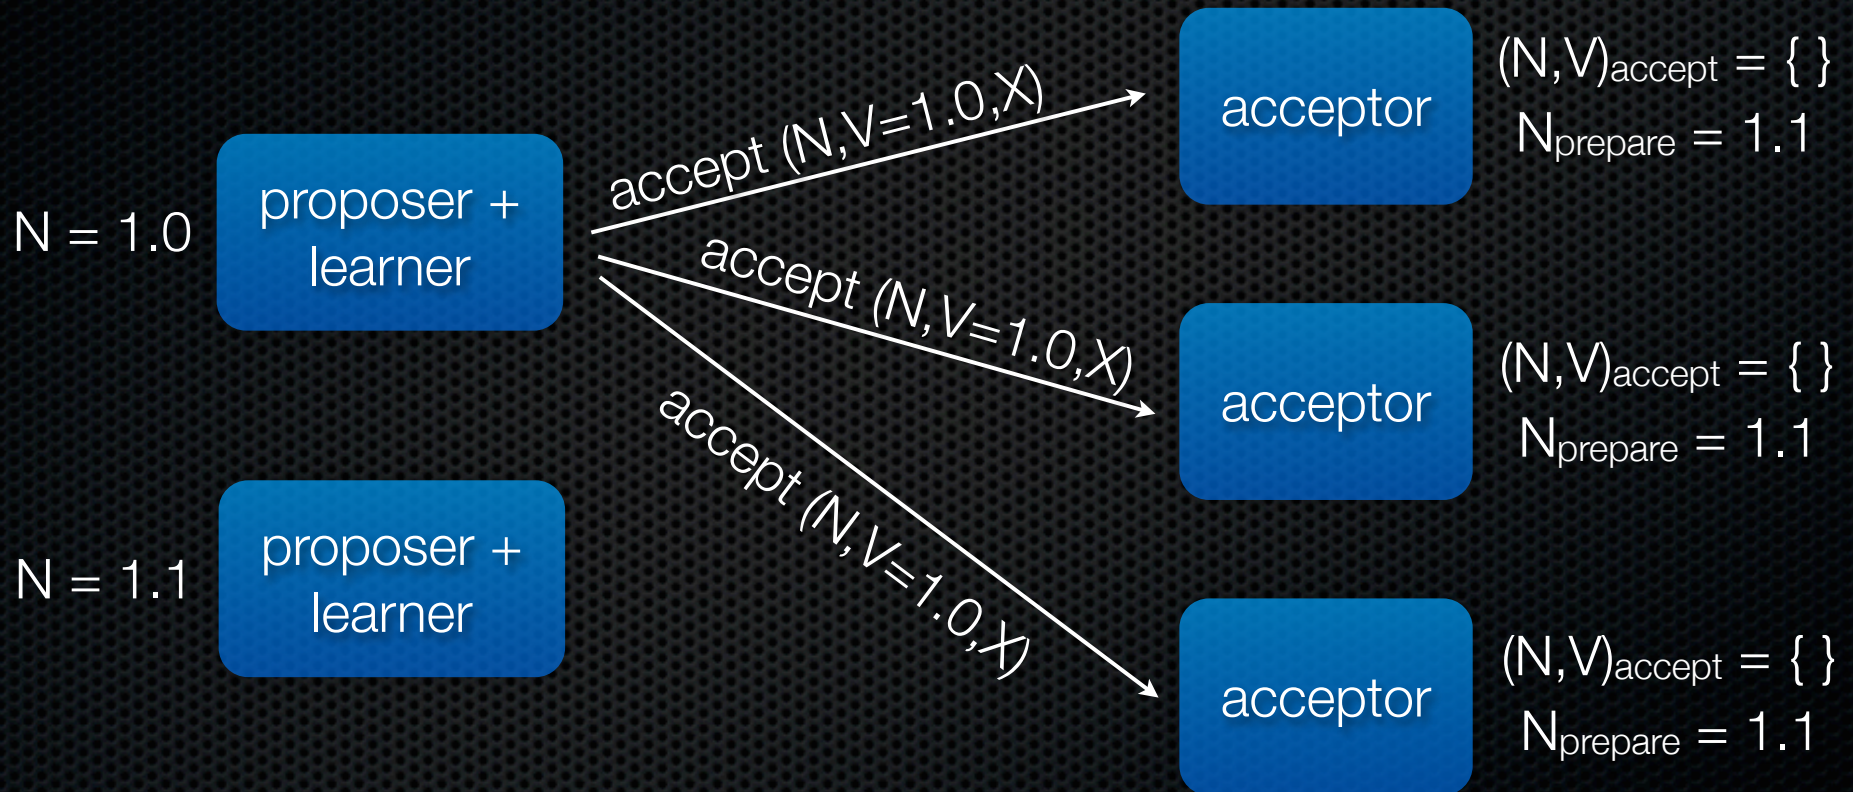 N = 1.0
proposer +
learner
N = 1.1
proposer +
learner
accept (N,V=1.0,X)
accept (N,V=1.0,X)
accept (N,V=1.0,X)
acceptor
(N,V)accept = { }
Nprepare = 1.1
acceptor
(N,V)accept = { }
Nprepare = 1.1
acceptor
(N,V)accept = { }
Nprepare = 1.1